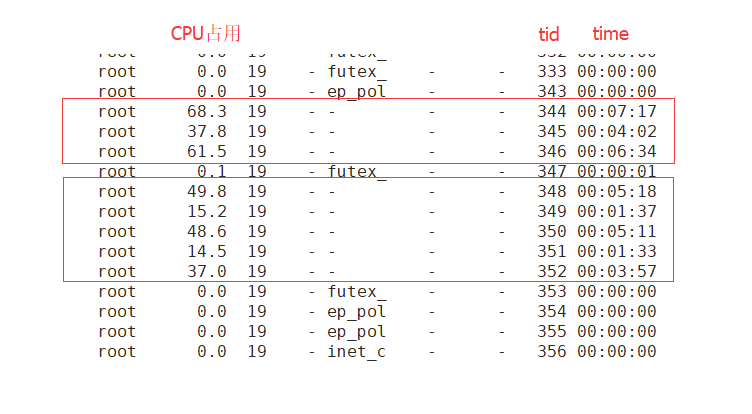 CPU占用 tid time
root 0.0 19 - futex_ - - 332 00:00:00
root 0.0 19 - futex_ - - 333 00:00:00
root 0.0 19 - ep_pol - - 343 00:00:00
root 68.3 19 - - - - 344 00:07:17
root 37.8 19 - - - - 345 00:04:02
root 61.5 19 - - - - 346 00:06:34
root 0.1 19 - futex_ - - 347 00:00:01
root 49.8 19 - - - - 348 00:05:18
root 15.2 19 - - - - 349 00:01:37
root 48.6 19 - - - - 350 00:05:11
root 14.5 19 - - - - 351 00:01:33
root 37.0 19 - - - - 352 00:03:57
root 0.0 19 - futex_ - - 353 00:00:00
root 0.0 19 - ep_pol - - 354 00:00:00
root 0.0 19 - ep_pol - - 355 00:00:00
root 0.0 19 - inet_c - - 356 00:00:00